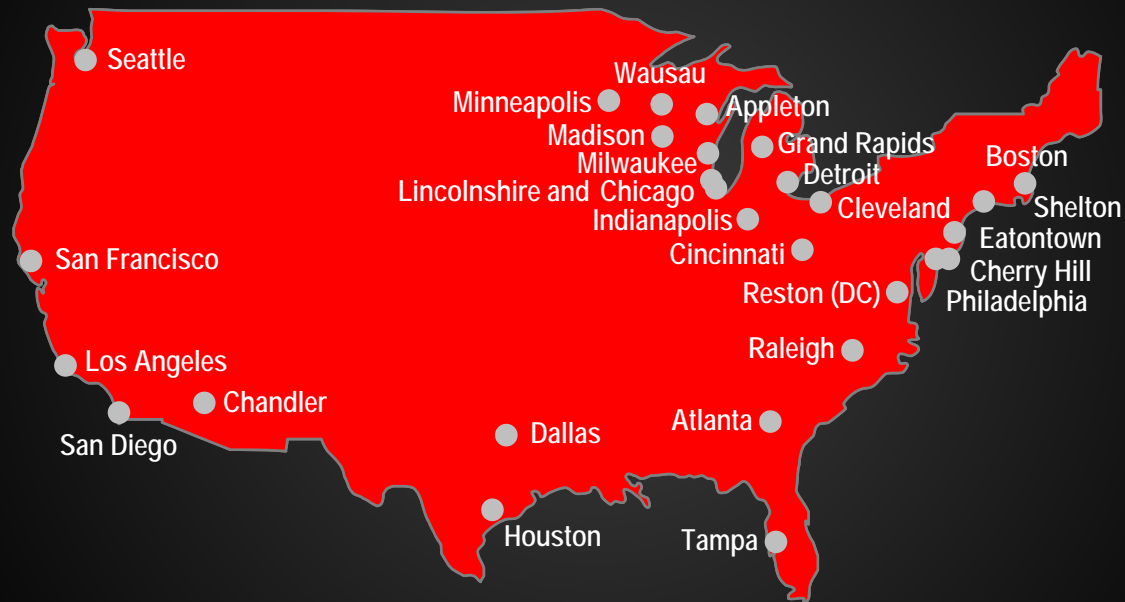 Seattle
Wausau
Minneapolis
Appleton
Madison
Grand Rapids
Milwaukee
Boston
Detroit
Lincolnshire and Chicago
Cleveland
Shelton
Indianapolis
Eatontown
Cincinnati
San Francisco
Cherry Hill
Reston (DC)
Philadelphia
Raleigh
Los Angeles
Chandler
Atlanta
Dallas
San Diego
Houston
Tampa